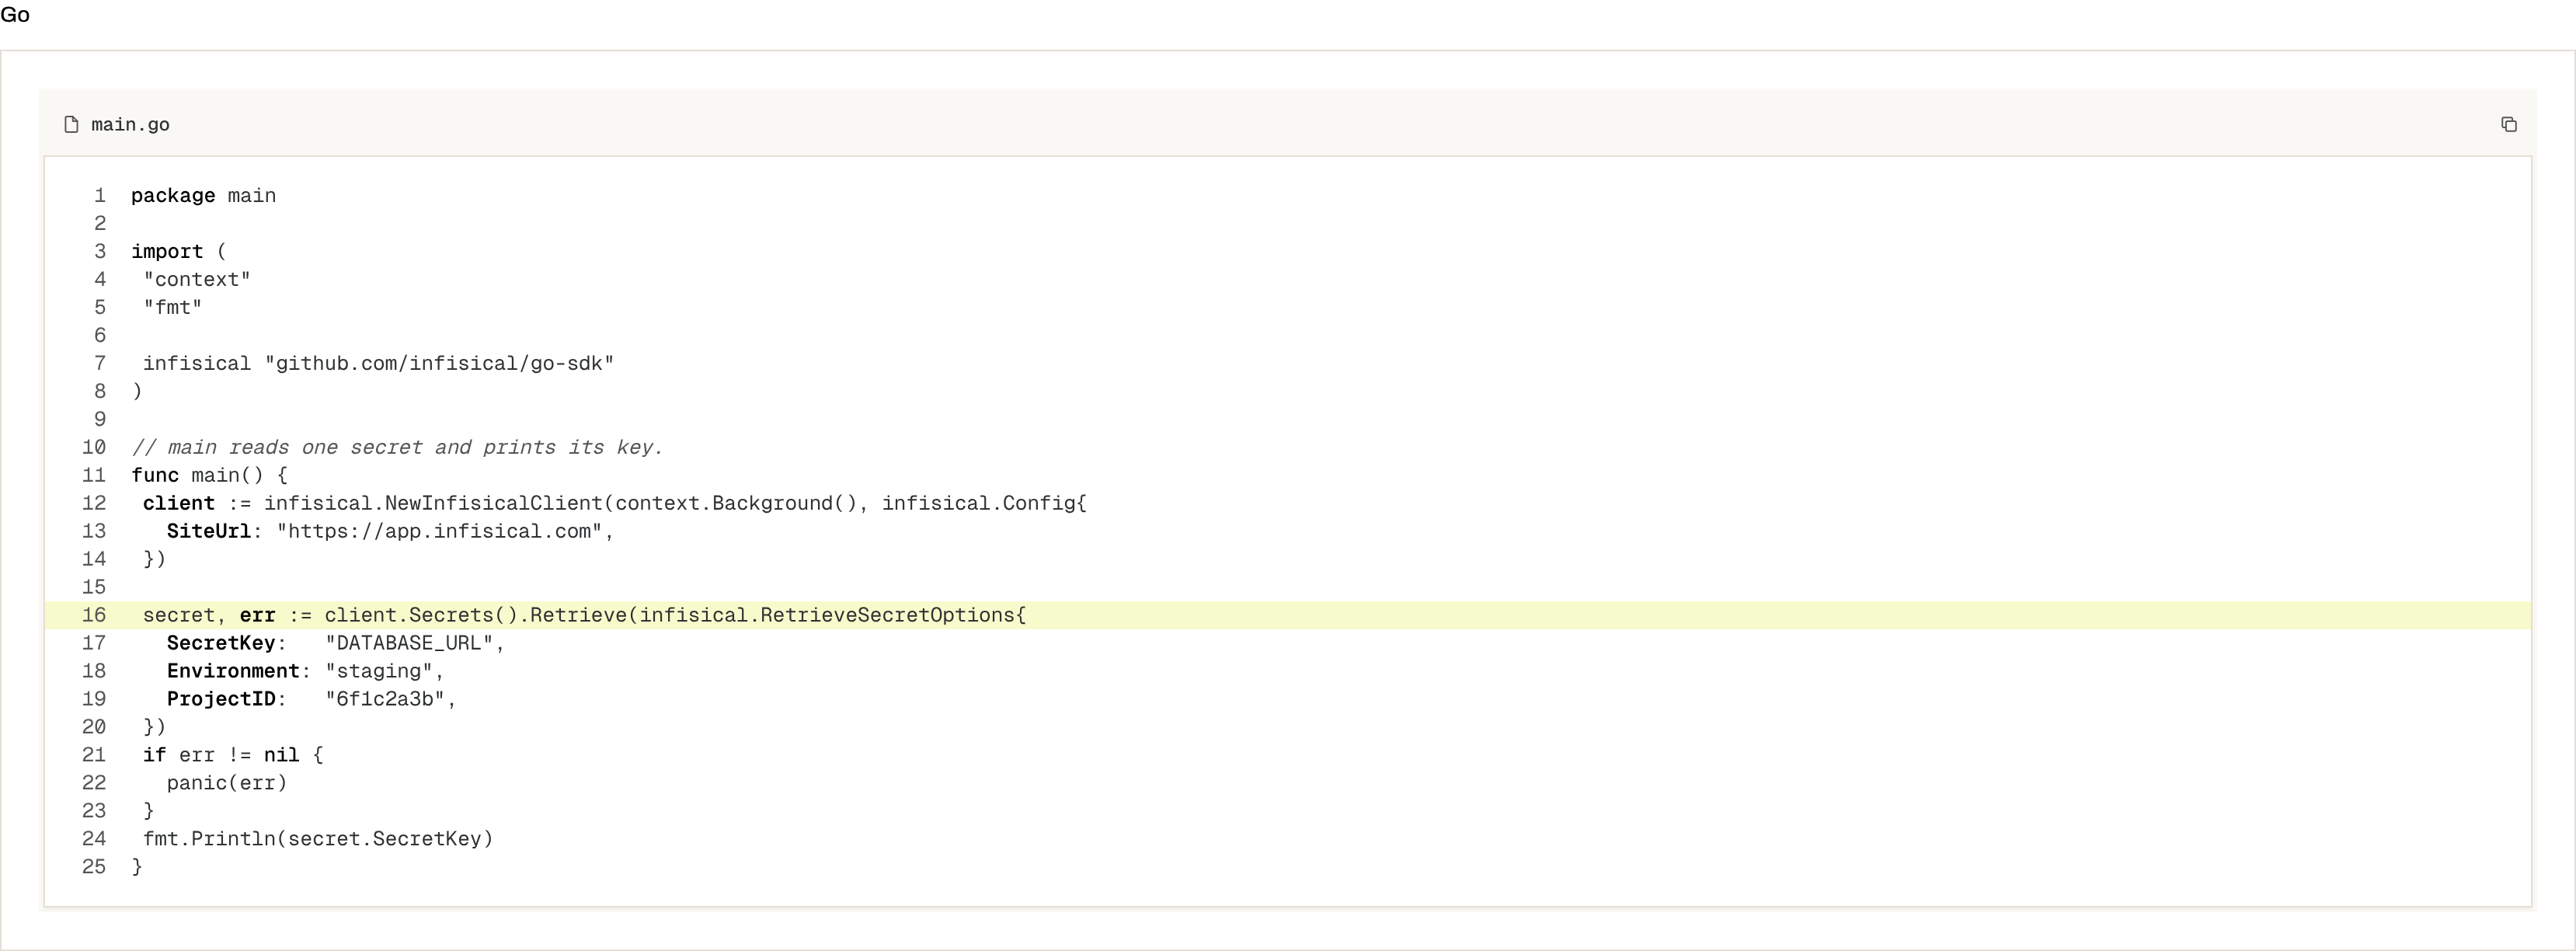 Go
main.go
1 package main
2
3 import (
4 "context"
5 "fmt"
6
7 infisical "github.com/infisical/go-sdk"
8 )
9
10 // main reads one secret and prints its key.
11 func main() {
12 client := infisical.NewInfisicalClient(context.Background(), infisical.Config{
13 SiteUrl: "https://app.infisical.com",
14 })
15
16 secret, err := client.Secrets().Retrieve(infisical.RetrieveSecretOptions{
17 SecretKey: "DATABASE_URL",
18 Environment: "staging",
19 ProjectID: "6f1c2a3b",
20 })
21 if err != nil {
22 panic(err)
23 }
24 fmt.Println(secret.SecretKey)
25 }